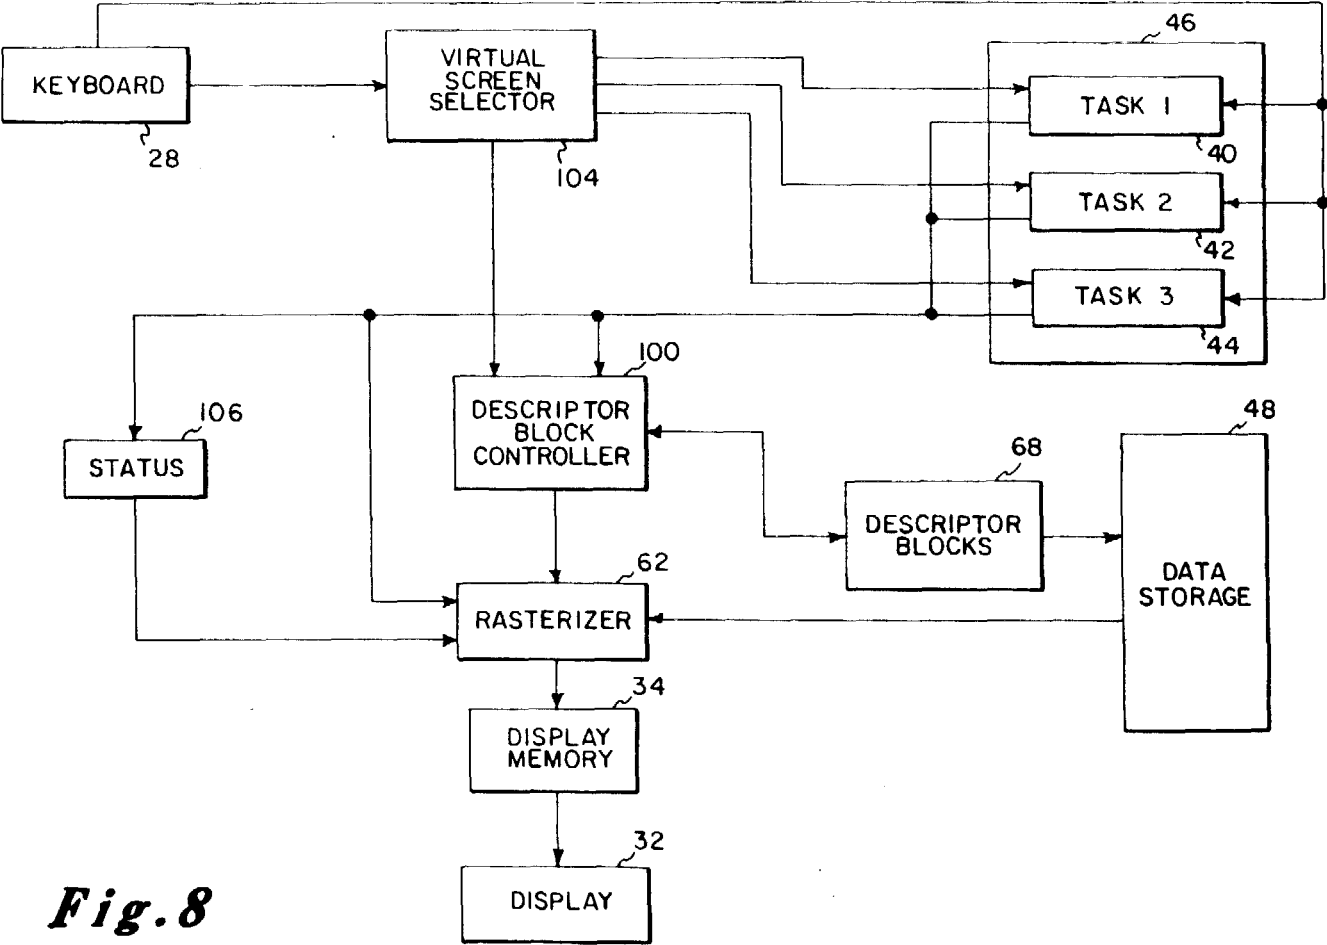 46
KEYBOARD
28
VIRTUAL
SCREEN
SELECTOR
104
TASK 1
40
TASK 2
42
TASK 3
44
100
DESCRIPTOR
BLOCK
CONTROLLER
106
STATUS
68
DESCRIPTOR
BLOCKS
48
DATA
STORAGE
62
RASTERIZER
34
DISPLAY
MEMORY
32
DISPLAY
Fig. 8